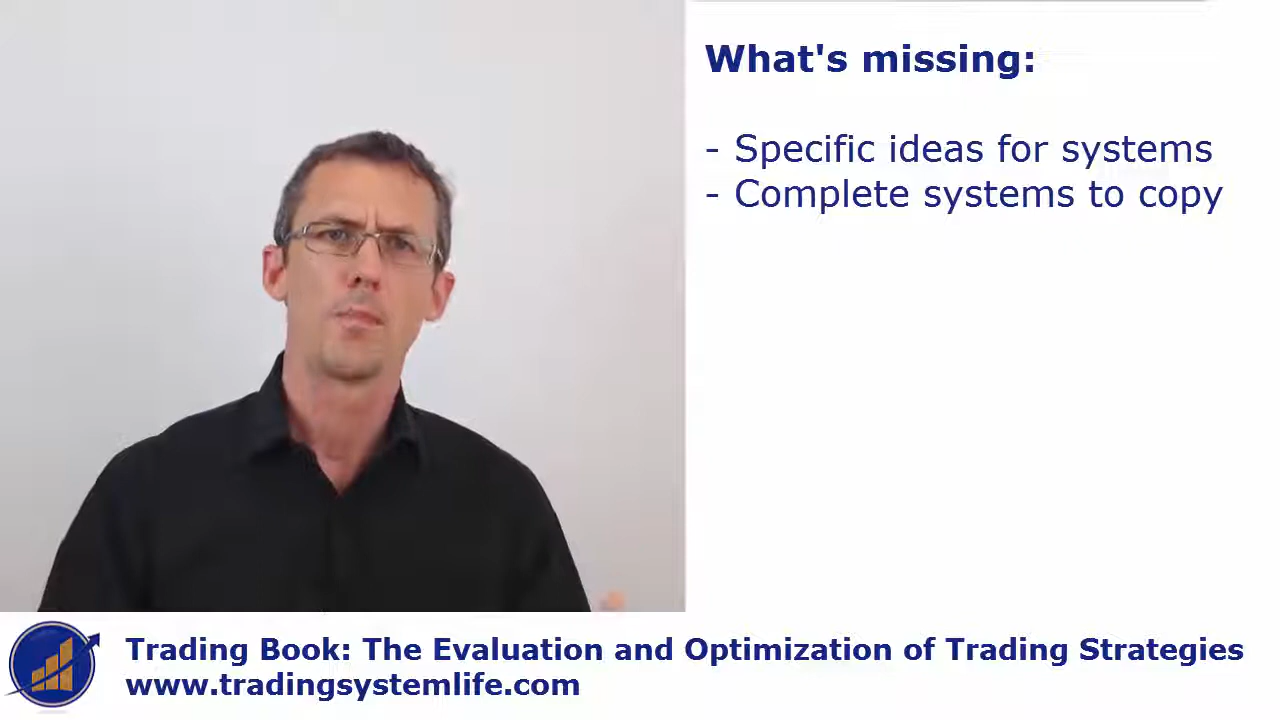 What's missing:
- Specific ideas for systems
- Complete systems to copy
Trading Book: The Evaluation and Optimization of Trading Strategies
www.tradingsystemlife.com